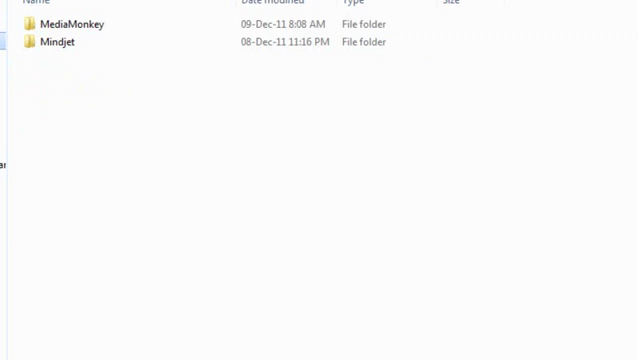 Name Date modified Type Size
MediaMonkey 09-Dec-11 8:08 AM File folder
Mindjet 08-Dec-11 11:16 PM File folder
ar